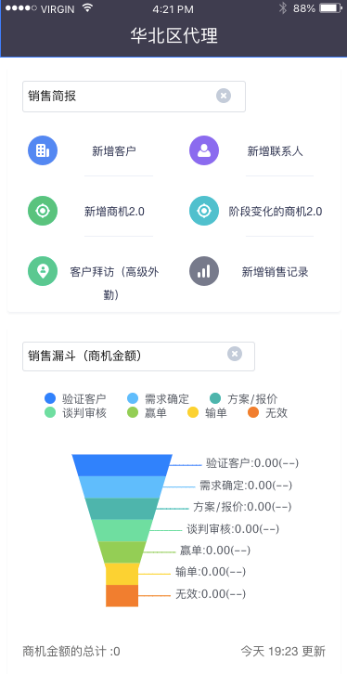 VIRGIN 4:21 PM 88%
华北区代理
销售简报
新增客户 新增联系人
新增商机2.0 阶段变化的商机2.0
客户拜访（高级外 新增销售记录
勤）
销售漏斗（商机金额）
验证客户 需求确定 方案/报价
谈判审核 赢单 输单 无效
验证客户:0.00(--)
需求确定:0.00(--)
方案/报价:0.00(--)
谈判审核:0.00(--)
赢单:0.00(--)
输单:0.00(--)
无效:0.00(--)
商机金额的总计 :0 今天 19:23 更新